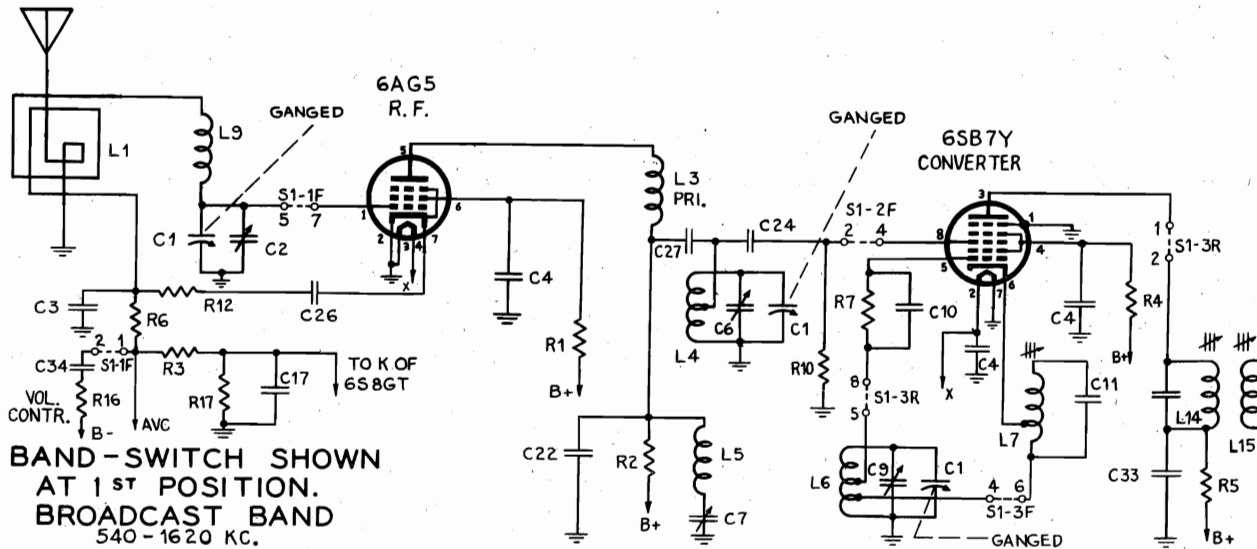 6AG5
R.F.
GANGED
L1
L9
S1-1F
5 7
C1
C2
5
1
6
2
3
4
7
X
C3
R12
C26
R6
2 1
S1-1F
C34
R3
VOL.
CONTR.
R16
B-
AVC
R17
C17
TO K OF
6S8GT
C4
R1
B+
L3
PRI.
GANGED
C27
C24
S1-2F
2 4
L4
C6
C1
R10
C22
R2
B+
L5
C7
6SB7Y
CONVERTER
3
1
8
4
5
2
7
6
R7
C10
C4
X
8
S1-3R
5
L6
C9
C1
4 6
S1-3F
GANGED
L7
C11
C4
R4
B+
1
S1-3R
2
L14
L15
C33
R5
B+
BAND-SWITCH SHOWN
AT 1ST POSITION.
BROADCAST BAND
540-1620 KC.